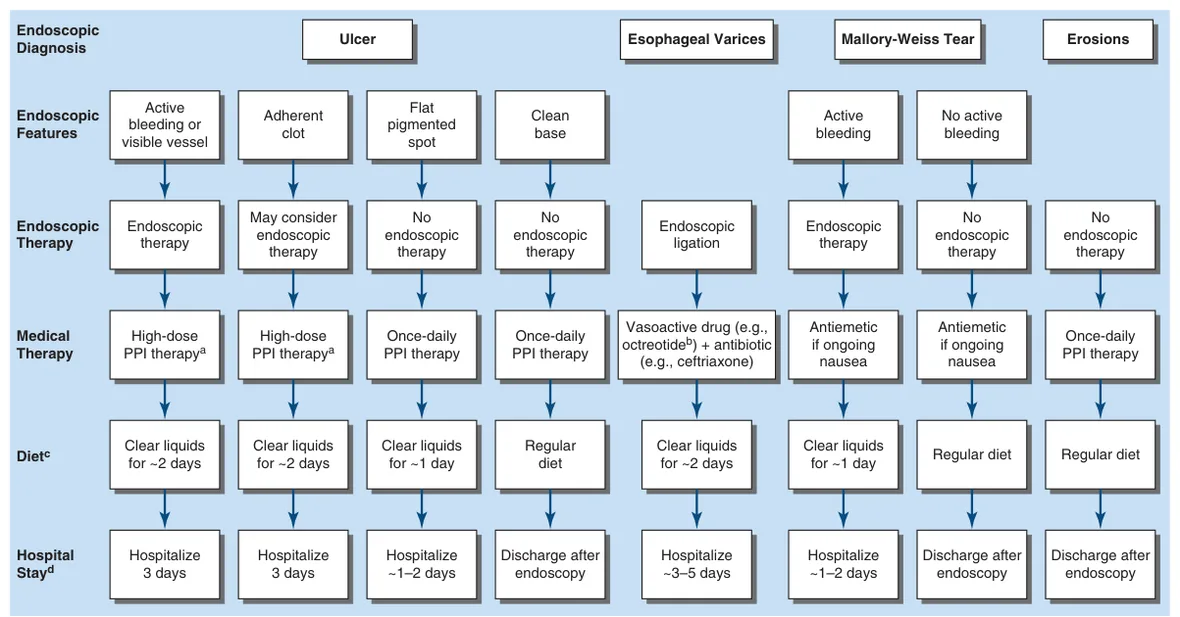 Endoscopic
Diagnosis
Ulcer
Esophageal Varices
Mallory-Weiss Tear
Erosions
Endoscopic
Features
Active
bleeding or
visible vessel
Adherent
clot
Flat
pigmented
spot
Clean
base
Active
bleeding
No active
bleeding
Endoscopic
Therapy
Endoscopic
therapy
May consider
endoscopic
therapy
No
endoscopic
therapy
No
endoscopic
therapy
Endoscopic
ligation
Endoscopic
therapy
No
endoscopic
therapy
No
endoscopic
therapy
Medical
Therapy
High-dose
PPI therapyᵃ
High-dose
PPI therapyᵃ
Once-daily
PPI therapy
Once-daily
PPI therapy
Vasoactive drug (e.g.,
octreotideᵇ) + antibiotic
(e.g., ceftriaxone)
Antiemetic
if ongoing
nausea
Antiemetic
if ongoing
nausea
Once-daily
PPI therapy
Dietᶜ
Clear liquids
for ~2 days
Clear liquids
for ~2 days
Clear liquids
for ~1 day
Regular
diet
Clear liquids
for ~2 days
Clear liquids
for ~1 day
Regular diet
Regular diet
Hospital
Stayᵈ
Hospitalize
3 days
Hospitalize
3 days
Hospitalize
~1–2 days
Discharge after
endoscopy
Hospitalize
~3–5 days
Hospitalize
~1–2 days
Discharge after
endoscopy
Discharge after
endoscopy